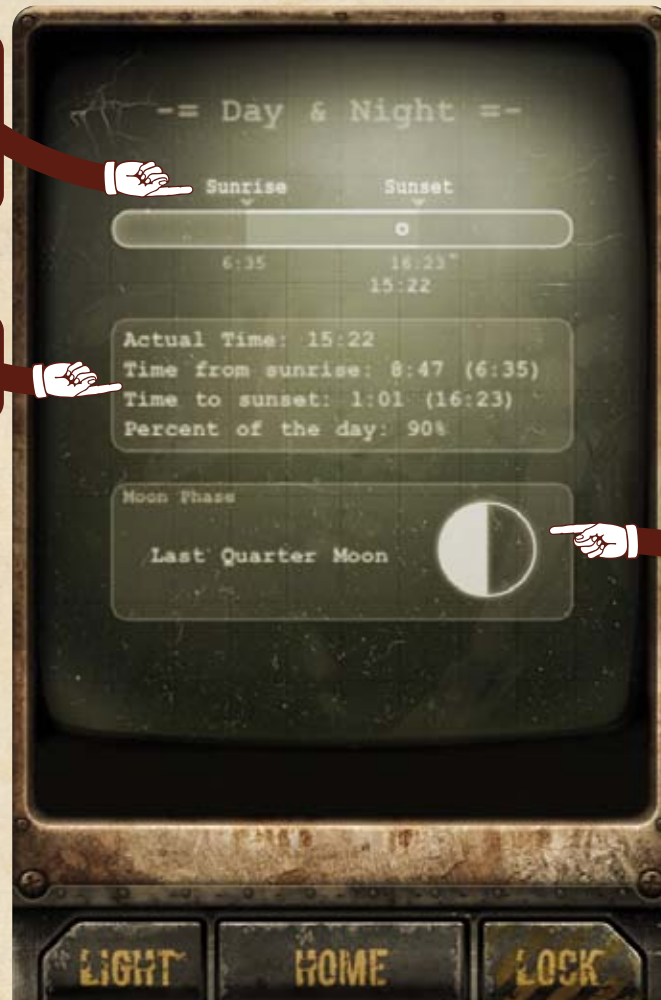 -= Day & Night =-
Sunrise Sunset
6:35 16:23
15:22
Actual Time: 15:22
Time from sunrise: 8:47 (6:35)
Time to sunset: 1:01 (16:23)
Percent of the day: 90%
Moon Phase
Last Quarter Moon
LIGHT HOME LOCK